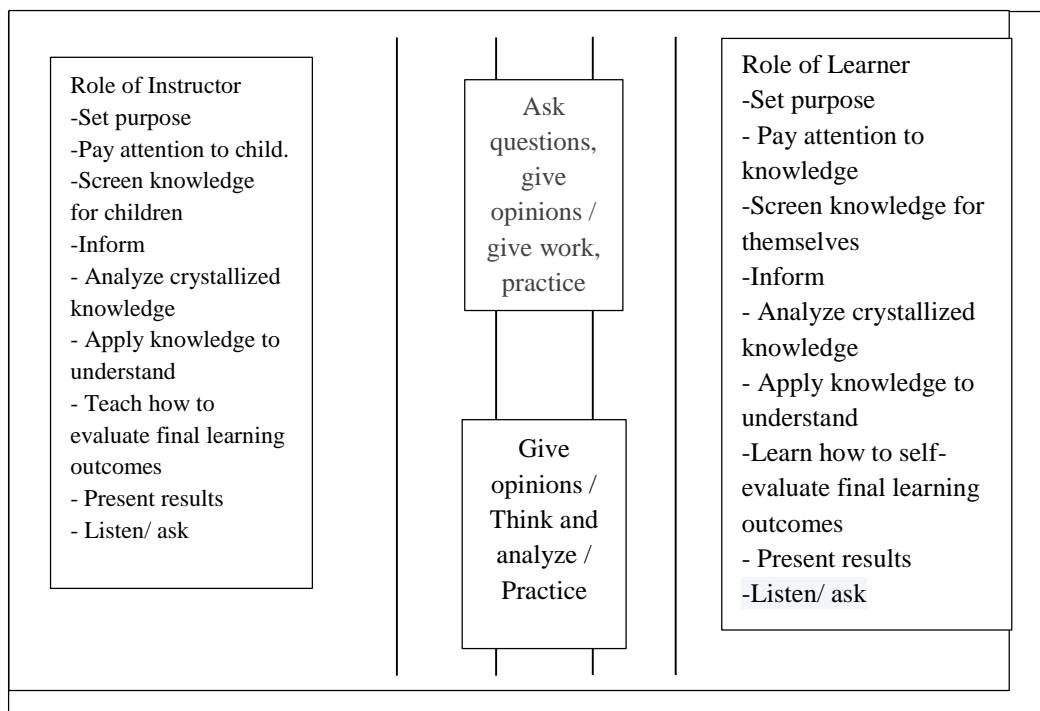 Role of Instructor
-Set purpose
-Pay attention to child.
-Screen knowledge
for children
-Inform
- Analyze crystallized
knowledge
- Apply knowledge to
understand
- Teach how to
evaluate final learning
outcomes
- Present results
- Listen/ ask
Ask
questions,
give
opinions /
give work,
practice
Give
opinions /
Think and
analyze /
Practice
Role of Learner
-Set purpose
- Pay attention to
knowledge
-Screen knowledge for
themselves
-Inform
- Analyze crystallized
knowledge
- Apply knowledge to
understand
-Learn how to self-
evaluate final learning
outcomes
- Present results
-Listen/ ask